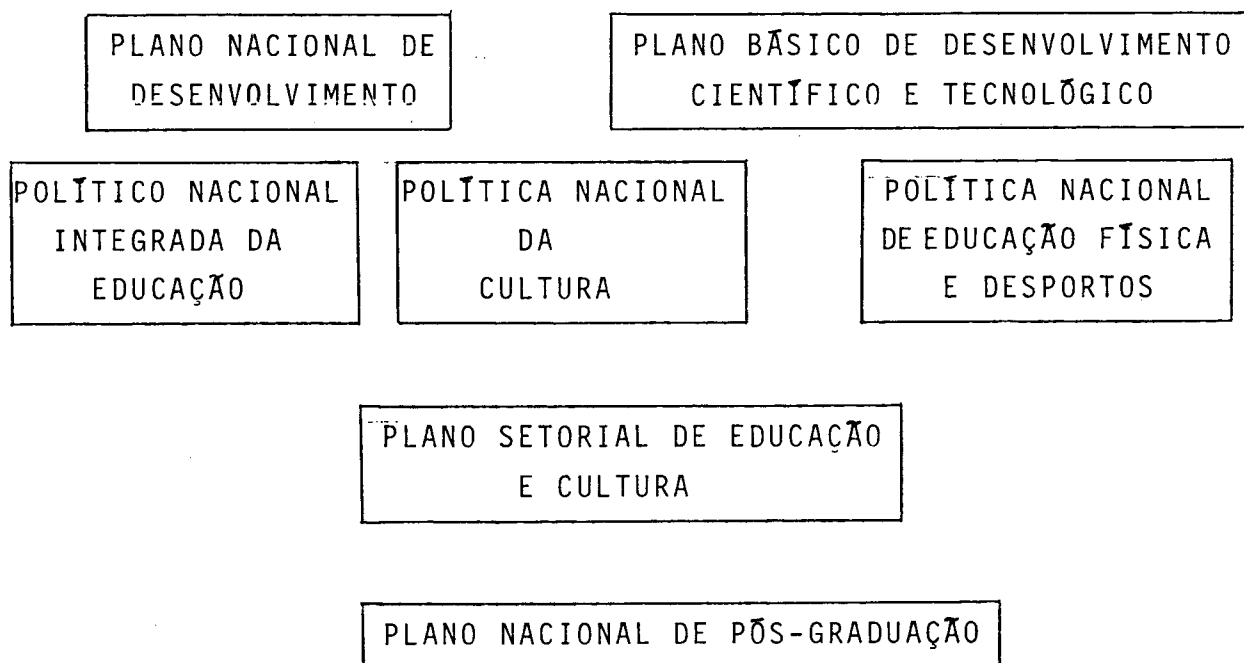 PLANO NACIONAL DE
DESENVOLVIMENTO
PLANO BÁSICO DE DESENVOLVIMENTO
CIENTÍFICO E TECNOLÓGICO
POLÍTICO NACIONAL
INTEGRADA DA
EDUCAÇÃO
POLÍTICA NACIONAL
DA
CULTURA
POLÍTICA NACIONAL
DE EDUCAÇÃO FÍSICA
E DESPORTOS
PLANO SETORIAL DE EDUCAÇÃO
E CULTURA
PLANO NACIONAL DE PÓS-GRADUAÇÃO